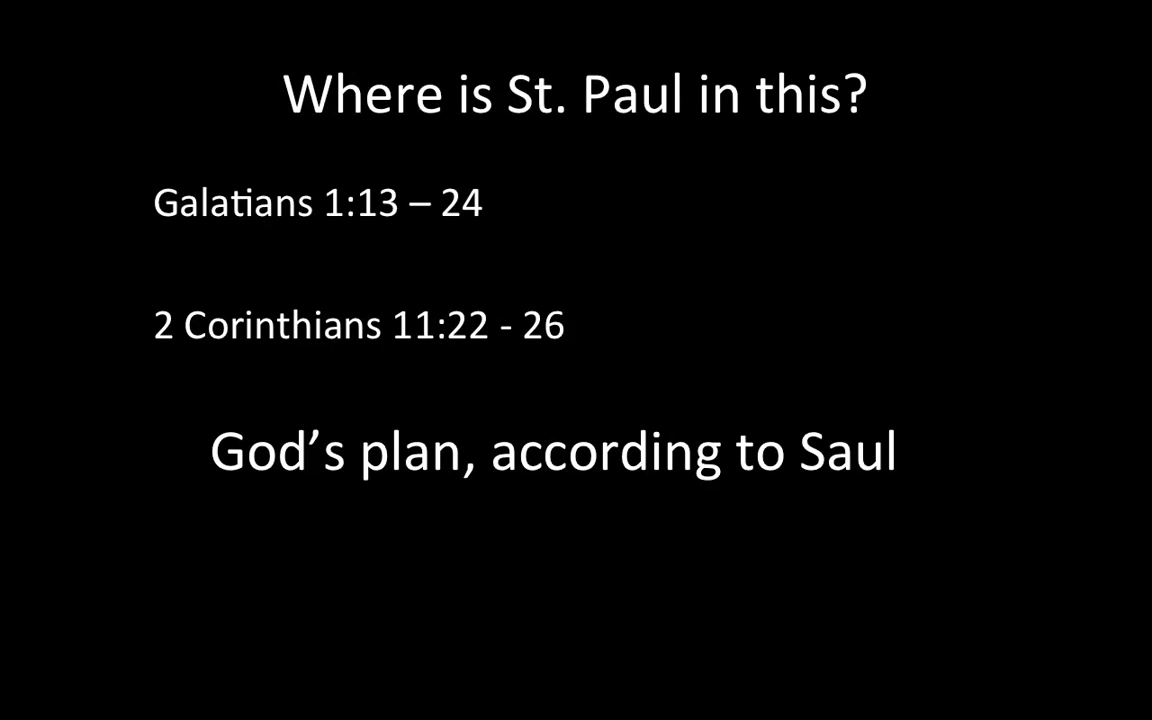 Where is St. Paul in this?
Galatians 1:13 – 24
2 Corinthians 11:22 - 26
God’s plan, according to Saul